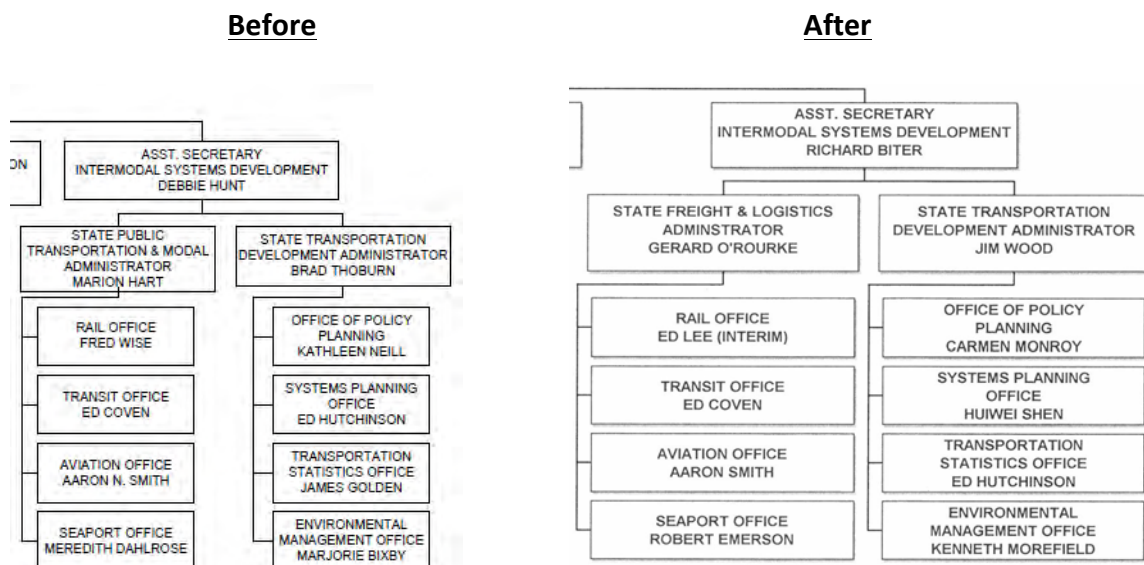 Before
ON
ASST. SECRETARY
INTERMODAL SYSTEMS DEVELOPMENT
DEBBIE HUNT
STATE PUBLIC
TRANSPORTATION & MODAL
ADMINISTRATOR
MARION HART
STATE TRANSPORTATION
DEVELOPMENT ADMINISTRATOR
BRAD THOBURN
RAIL OFFICE
FRED WISE
OFFICE OF POLICY
PLANNING
KATHLEEN NEILL
TRANSIT OFFICE
ED COVEN
SYSTEMS PLANNING
OFFICE
ED HUTCHINSON
AVIATION OFFICE
AARON N. SMITH
TRANSPORTATION
STATISTICS OFFICE
JAMES GOLDEN
SEAPORT OFFICE
MEREDITH DAHLROSE
ENVIRONMENTAL
MANAGEMENT OFFICE
MARJORIE BIXBY
After
ASST. SECRETARY
INTERMODAL SYSTEMS DEVELOPMENT
RICHARD BITER
STATE FREIGHT & LOGISTICS
ADMINSTRATOR
GERARD O'ROURKE
STATE TRANSPORTATION
DEVELOPMENT ADMINISTRATOR
JIM WOOD
RAIL OFFICE
ED LEE (INTERIM)
OFFICE OF POLICY
PLANNING
CARMEN MONROY
TRANSIT OFFICE
ED COVEN
SYSTEMS PLANNING
OFFICE
HUIWEI SHEN
AVIATION OFFICE
AARON SMITH
TRANSPORTATION
STATISTICS OFFICE
ED HUTCHINSON
SEAPORT OFFICE
ROBERT EMERSON
ENVIRONMENTAL
MANAGEMENT OFFICE
KENNETH MOREFIELD